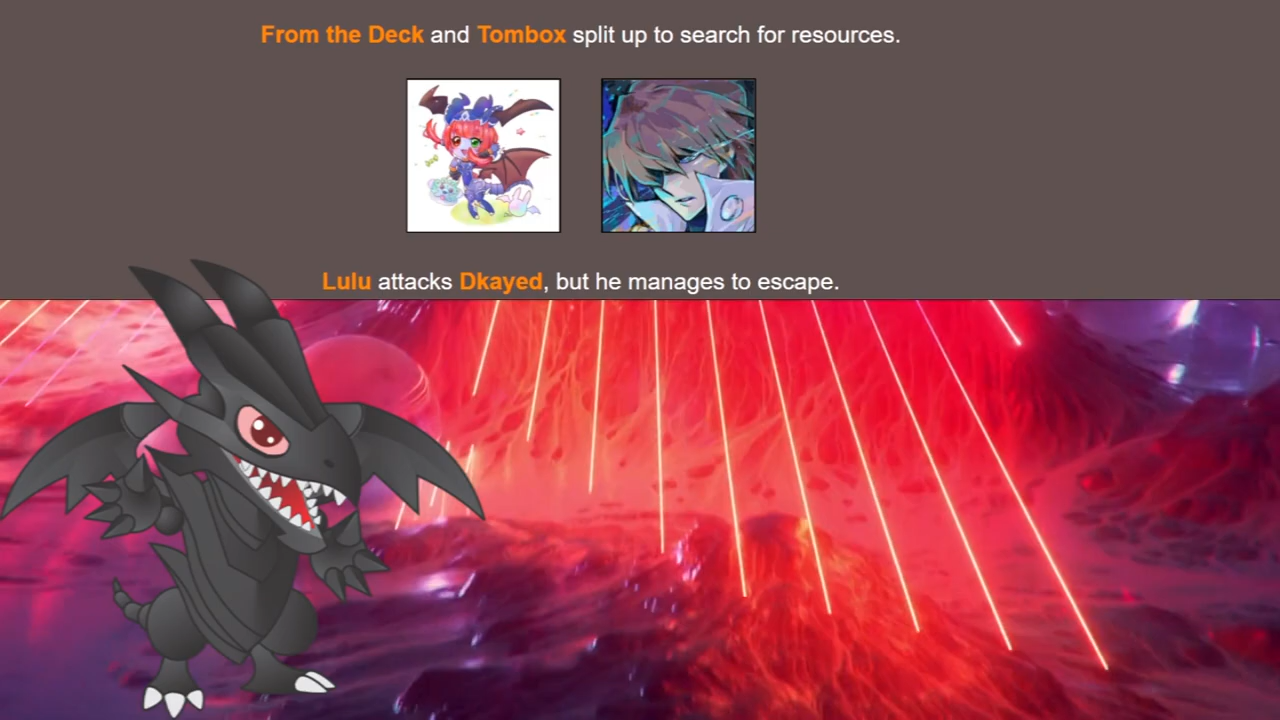 From the Deck and Tombox split up to search for resources.
Lulu attacks Dkayed, but he manages to escape.